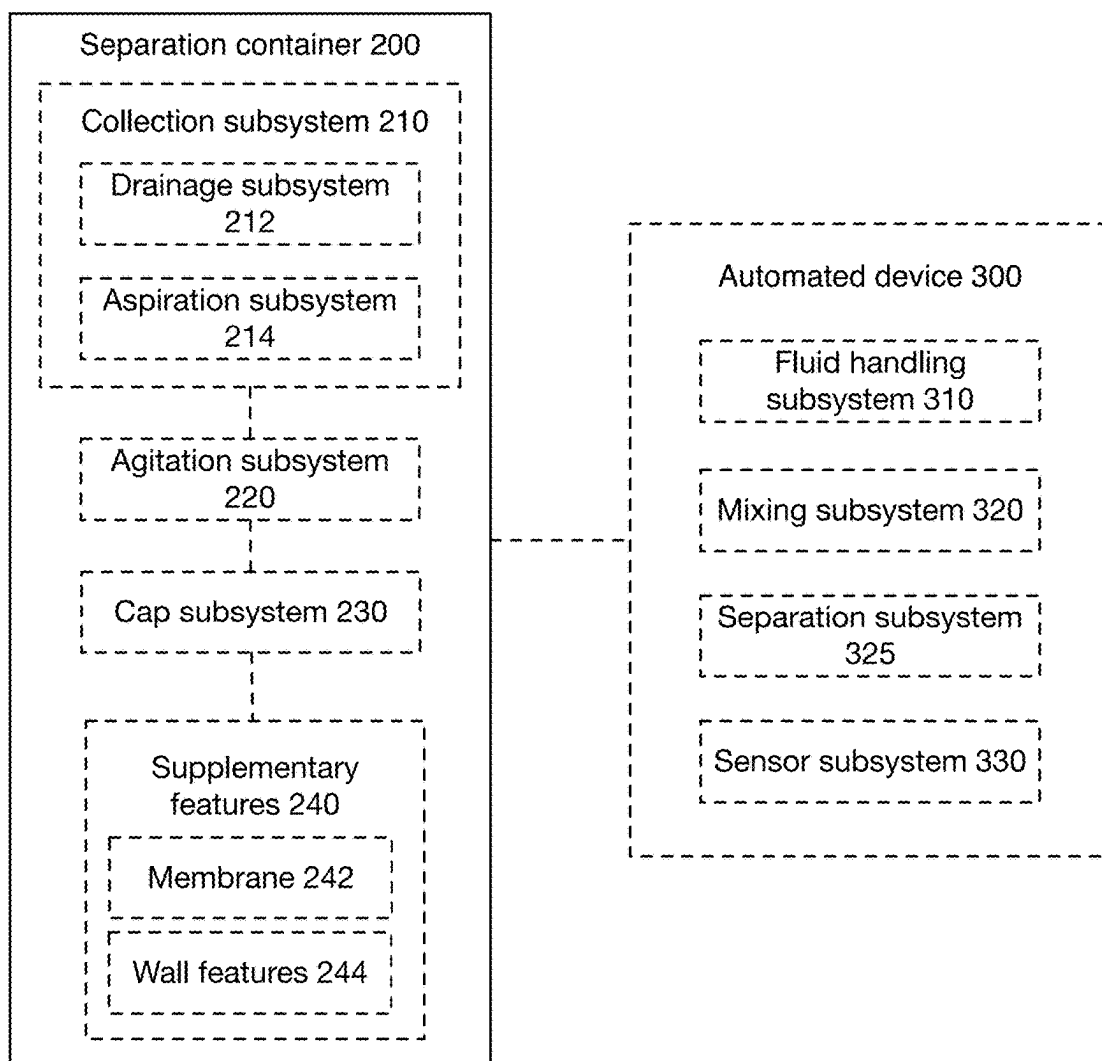 Separation container 200
Collection subsystem 210
Drainage subsystem
212
Aspiration subsystem
214
Agitation subsystem
220
Cap subsystem 230
Supplementary
features 240
Membrane 242
Wall features 244
Automated device 300
Fluid handling
subsystem 310
Mixing subsystem 320
Separation subsystem
325
Sensor subsystem 330